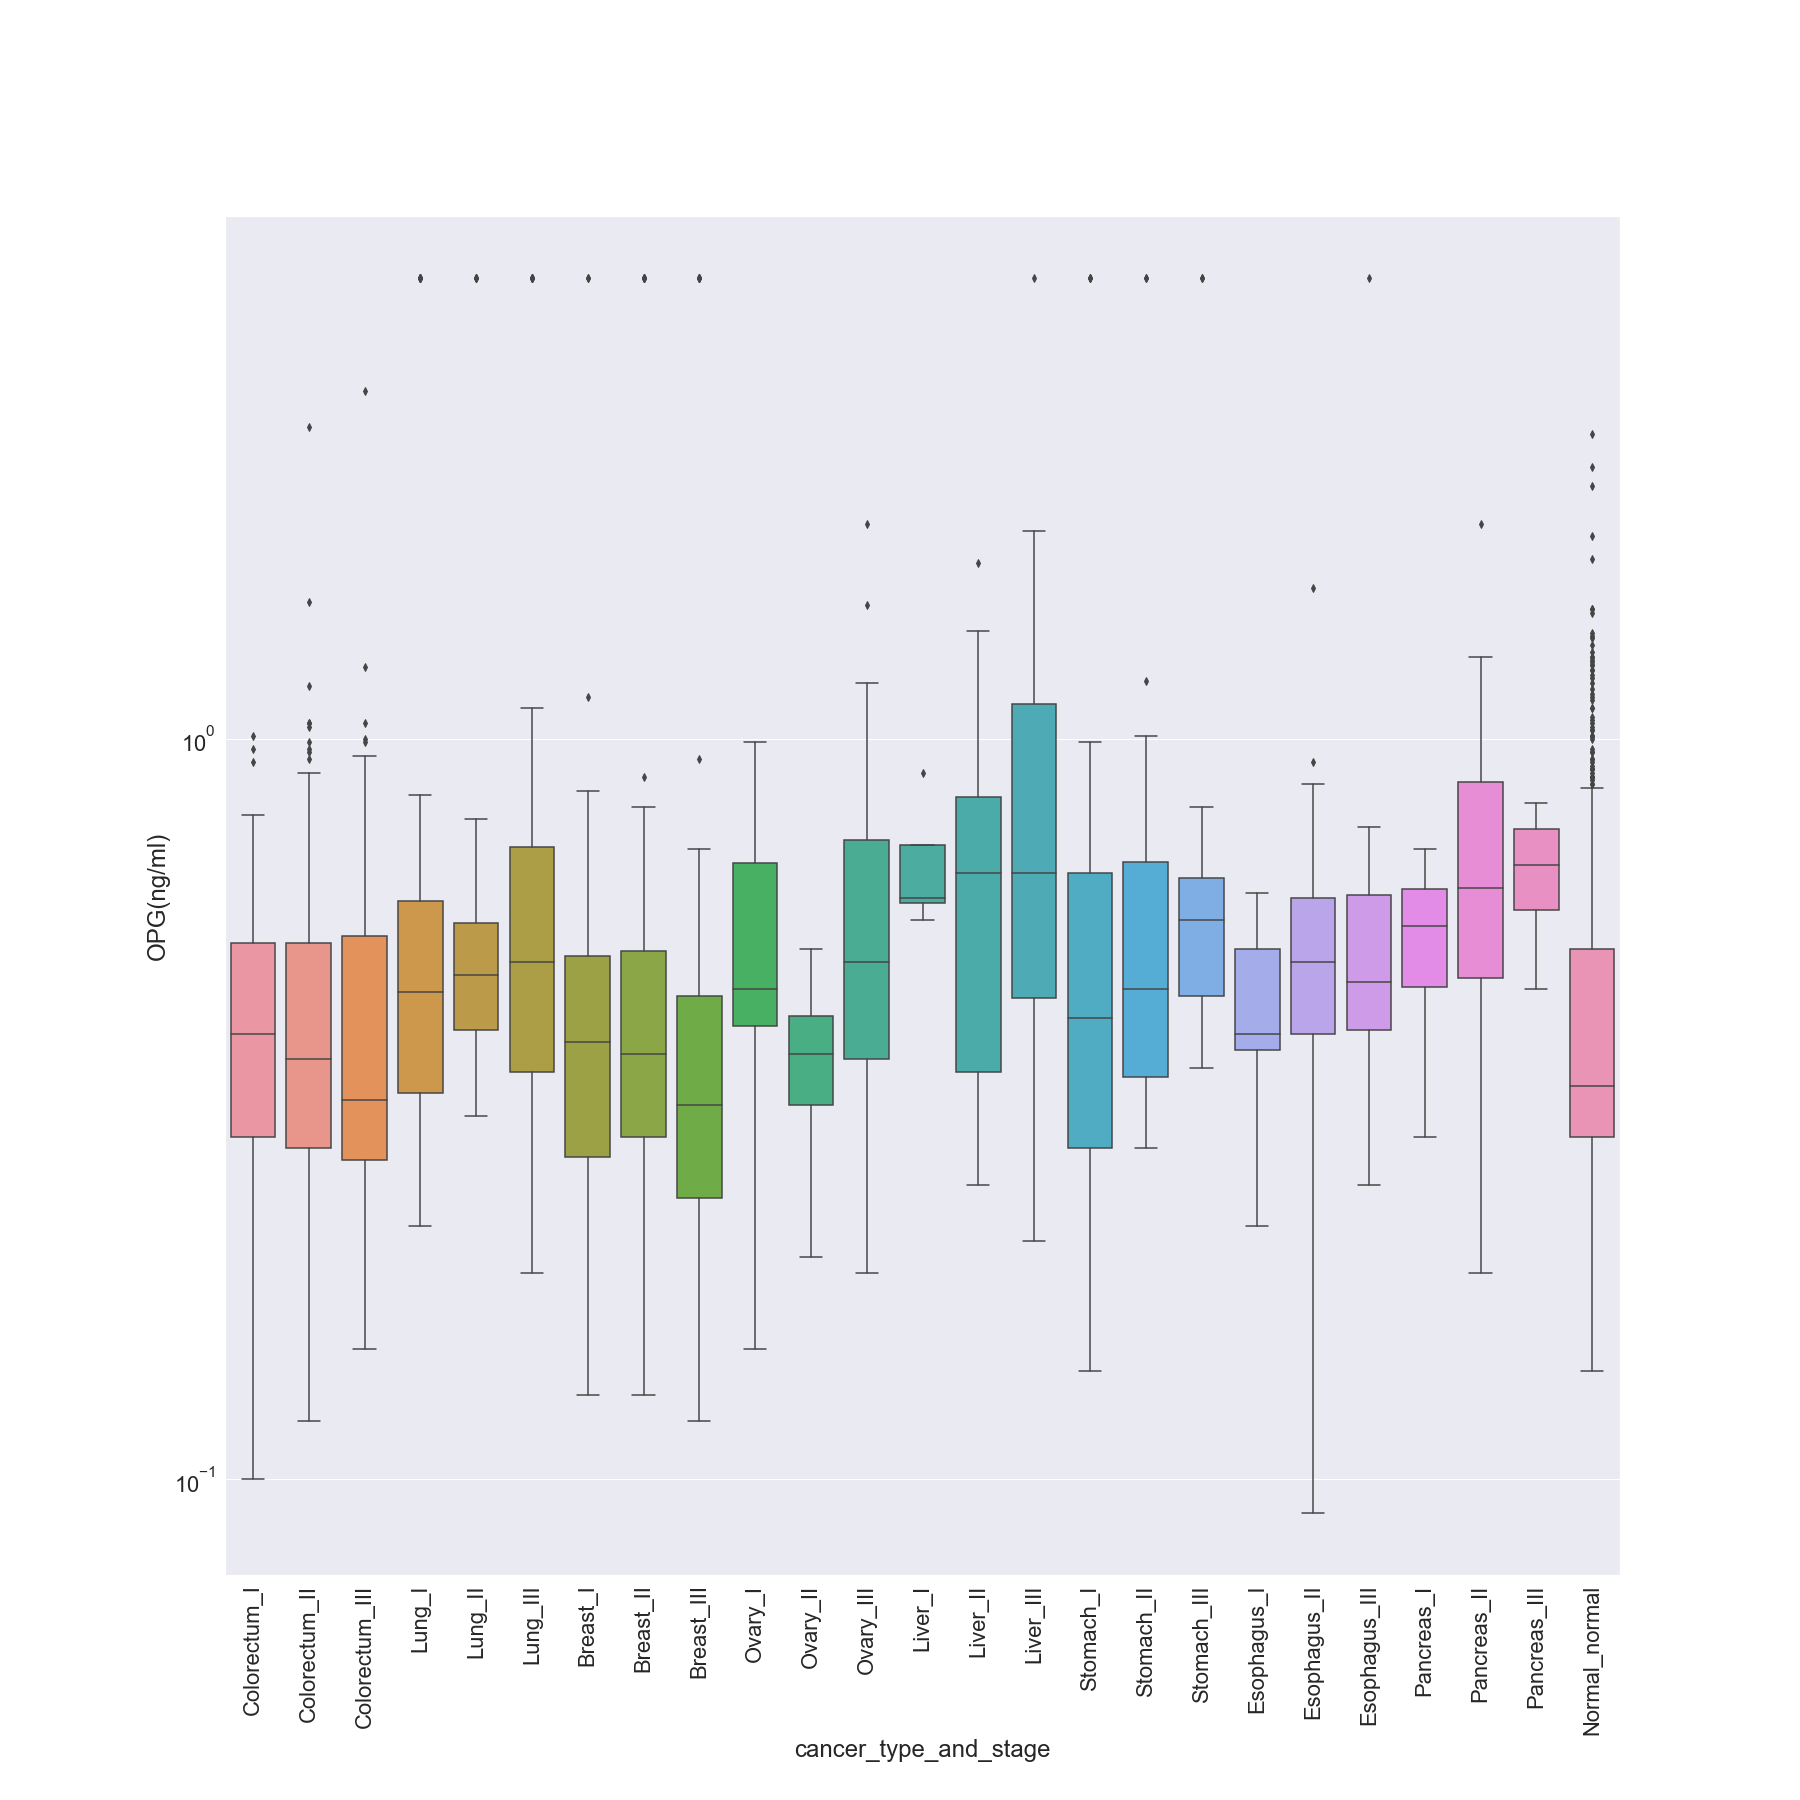 OPG(ng/ml)
10^0
10^−1
Colorectum_I
Colorectum_II
Colorectum_III
Lung_I
Lung_II
Lung_III
Breast_I
Breast_II
Breast_III
Ovary_I
Ovary_II
Ovary_III
Liver_I
Liver_II
Liver_III
Stomach_I
Stomach_II
Stomach_III
Esophagus_I
Esophagus_II
Esophagus_III
Pancreas_I
Pancreas_II
Pancreas_III
Normal_normal
cancer_type_and_stage